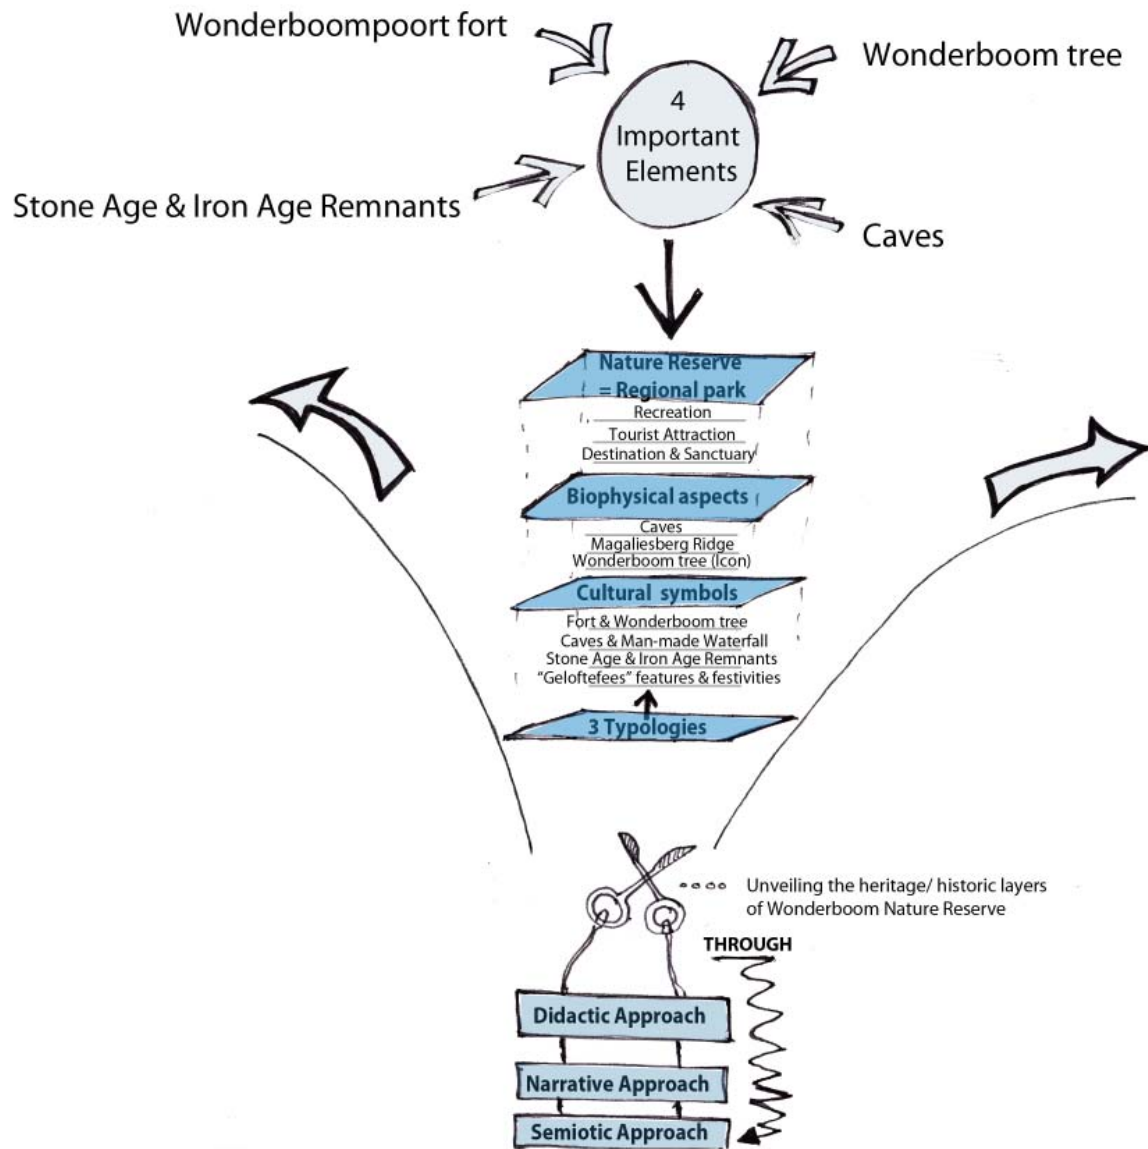 Wonderboompoort fort
Wonderboom tree
4
Important
Elements
Stone Age & Iron Age Remnants
Caves
Nature Reserve
= Regional park
Recreation
Tourist Attraction
Destination & Sanctuary
Biophysical aspects
Caves
Magaliesberg Ridge
Wonderboom tree (Icon)
Cultural symbols
Fort & Wonderboom tree
Caves & Man-made Waterfall
Stone Age & Iron Age Remnants
"Geloftefees" features & festivities
3 Typologies
Unveiling the heritage/ historic layers
of Wonderboom Nature Reserve
THROUGH
Didactic Approach
Narrative Approach
Semiotic Approach